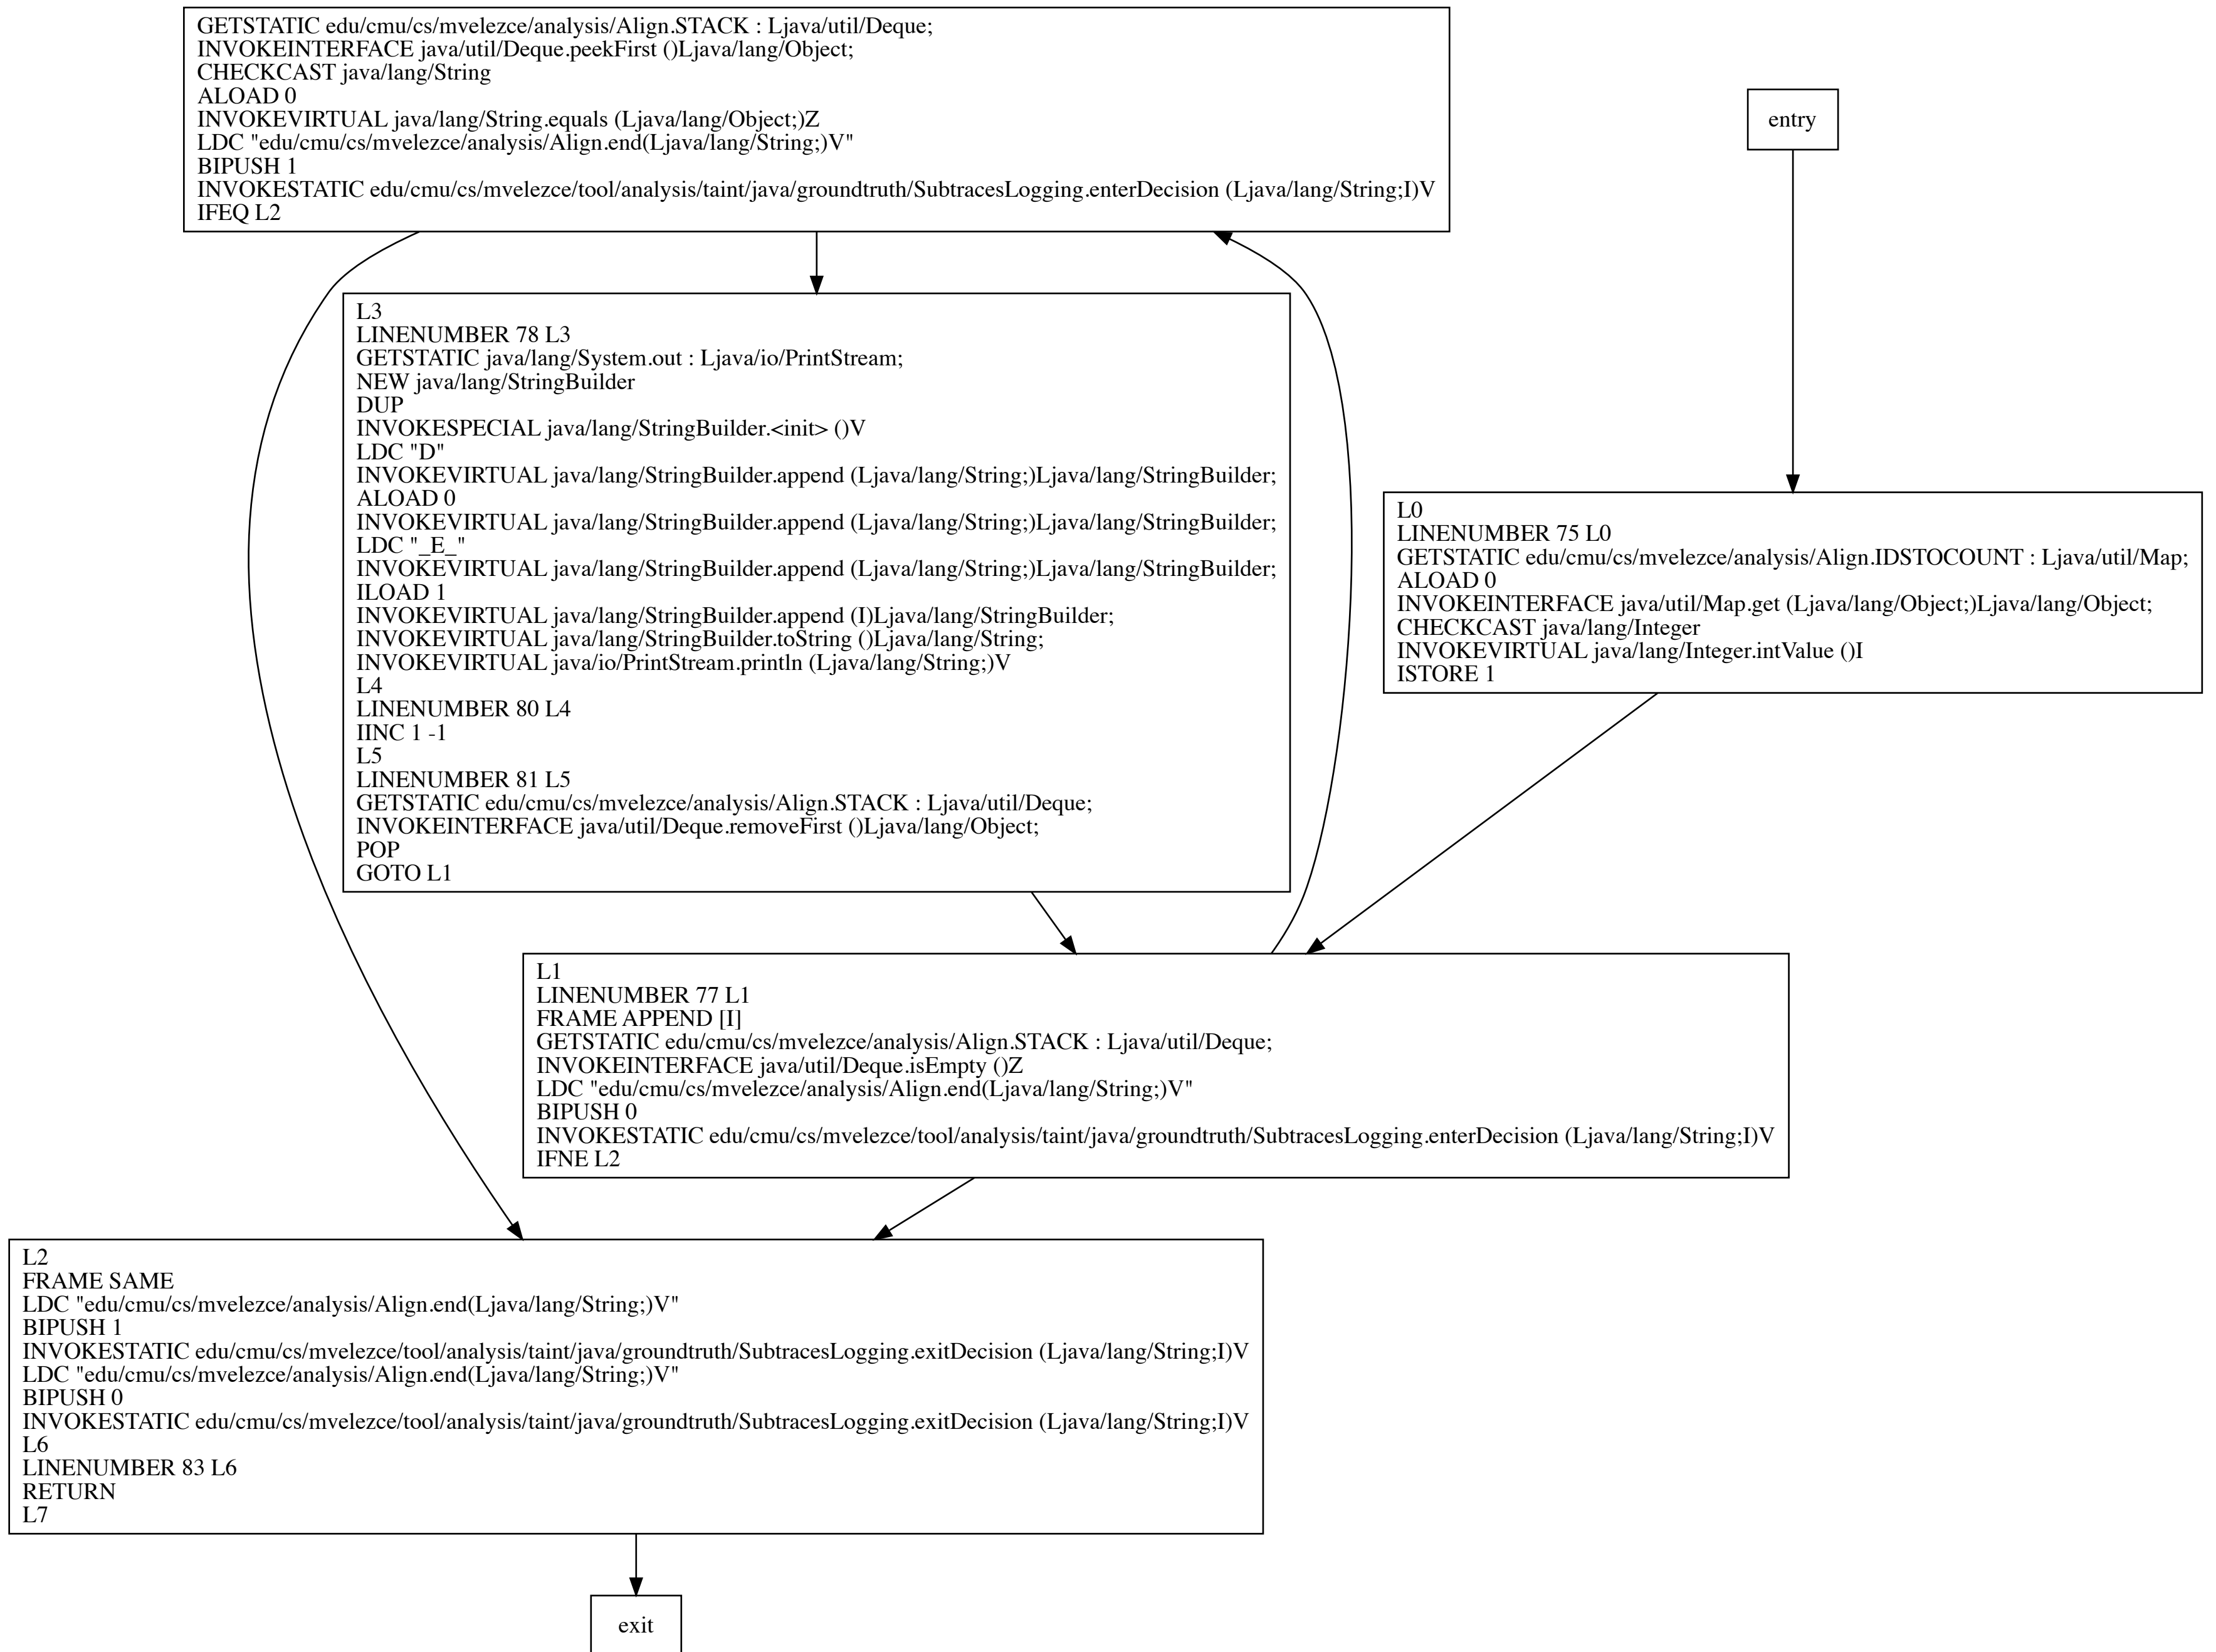 GETSTATIC edu/cmu/cs/mvelezce/analysis/Align.STACK : Ljava/util/Deque;
INVOKEINTERFACE java/util/Deque.peekFirst ()Ljava/lang/Object;
CHECKCAST java/lang/String
ALOAD 0
INVOKEVIRTUAL java/lang/String.equals (Ljava/lang/Object;)Z
LDC "edu/cmu/cs/mvelezce/analysis/Align.end(Ljava/lang/String;)V"
BIPUSH 1
INVOKESTATIC edu/cmu/cs/mvelezce/tool/analysis/taint/java/groundtruth/SubtracesLogging.enterDecision (Ljava/lang/String;I)V
IFEQ L2
entry
L3
LINENUMBER 78 L3
GETSTATIC java/lang/System.out : Ljava/io/PrintStream;
NEW java/lang/StringBuilder
DUP
INVOKESPECIAL java/lang/StringBuilder.<init> ()V
LDC "D"
INVOKEVIRTUAL java/lang/StringBuilder.append (Ljava/lang/String;)Ljava/lang/StringBuilder;
ALOAD 0
INVOKEVIRTUAL java/lang/StringBuilder.append (Ljava/lang/String;)Ljava/lang/StringBuilder;
LDC "_E_"
INVOKEVIRTUAL java/lang/StringBuilder.append (Ljava/lang/String;)Ljava/lang/StringBuilder;
ILOAD 1
INVOKEVIRTUAL java/lang/StringBuilder.append (I)Ljava/lang/StringBuilder;
INVOKEVIRTUAL java/lang/StringBuilder.toString ()Ljava/lang/String;
INVOKEVIRTUAL java/io/PrintStream.println (Ljava/lang/String;)V
L4
LINENUMBER 80 L4
IINC 1 -1
L5
LINENUMBER 81 L5
GETSTATIC edu/cmu/cs/mvelezce/analysis/Align.STACK : Ljava/util/Deque;
INVOKEINTERFACE java/util/Deque.removeFirst ()Ljava/lang/Object;
POP
GOTO L1
L0
LINENUMBER 75 L0
GETSTATIC edu/cmu/cs/mvelezce/analysis/Align.IDSTOCOUNT : Ljava/util/Map;
ALOAD 0
INVOKEINTERFACE java/util/Map.get (Ljava/lang/Object;)Ljava/lang/Object;
CHECKCAST java/lang/Integer
INVOKEVIRTUAL java/lang/Integer.intValue ()I
ISTORE 1
L1
LINENUMBER 77 L1
FRAME APPEND [I]
GETSTATIC edu/cmu/cs/mvelezce/analysis/Align.STACK : Ljava/util/Deque;
INVOKEINTERFACE java/util/Deque.isEmpty ()Z
LDC "edu/cmu/cs/mvelezce/analysis/Align.end(Ljava/lang/String;)V"
BIPUSH 0
INVOKESTATIC edu/cmu/cs/mvelezce/tool/analysis/taint/java/groundtruth/SubtracesLogging.enterDecision (Ljava/lang/String;I)V
IFNE L2
L2
FRAME SAME
LDC "edu/cmu/cs/mvelezce/analysis/Align.end(Ljava/lang/String;)V"
BIPUSH 1
INVOKESTATIC edu/cmu/cs/mvelezce/tool/analysis/taint/java/groundtruth/SubtracesLogging.exitDecision (Ljava/lang/String;I)V
LDC "edu/cmu/cs/mvelezce/analysis/Align.end(Ljava/lang/String;)V"
BIPUSH 0
INVOKESTATIC edu/cmu/cs/mvelezce/tool/analysis/taint/java/groundtruth/SubtracesLogging.exitDecision (Ljava/lang/String;I)V
L6
LINENUMBER 83 L6
RETURN
L7
exit